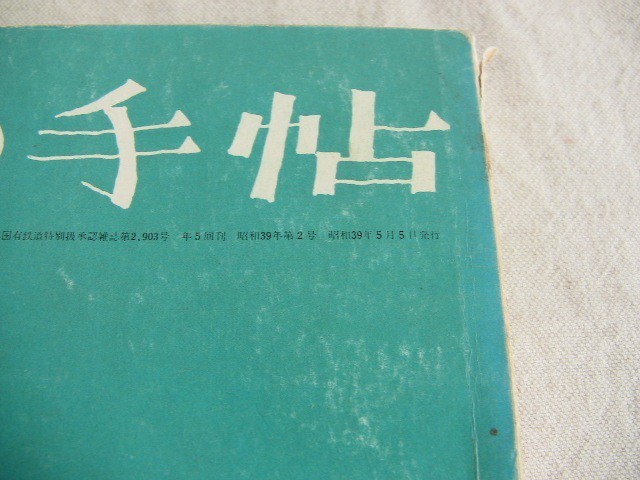 の手帖
国有鉄道特別扱承認雑誌第2,903号 一年5回刊 昭和39年第2号 昭和39年5月5日発行